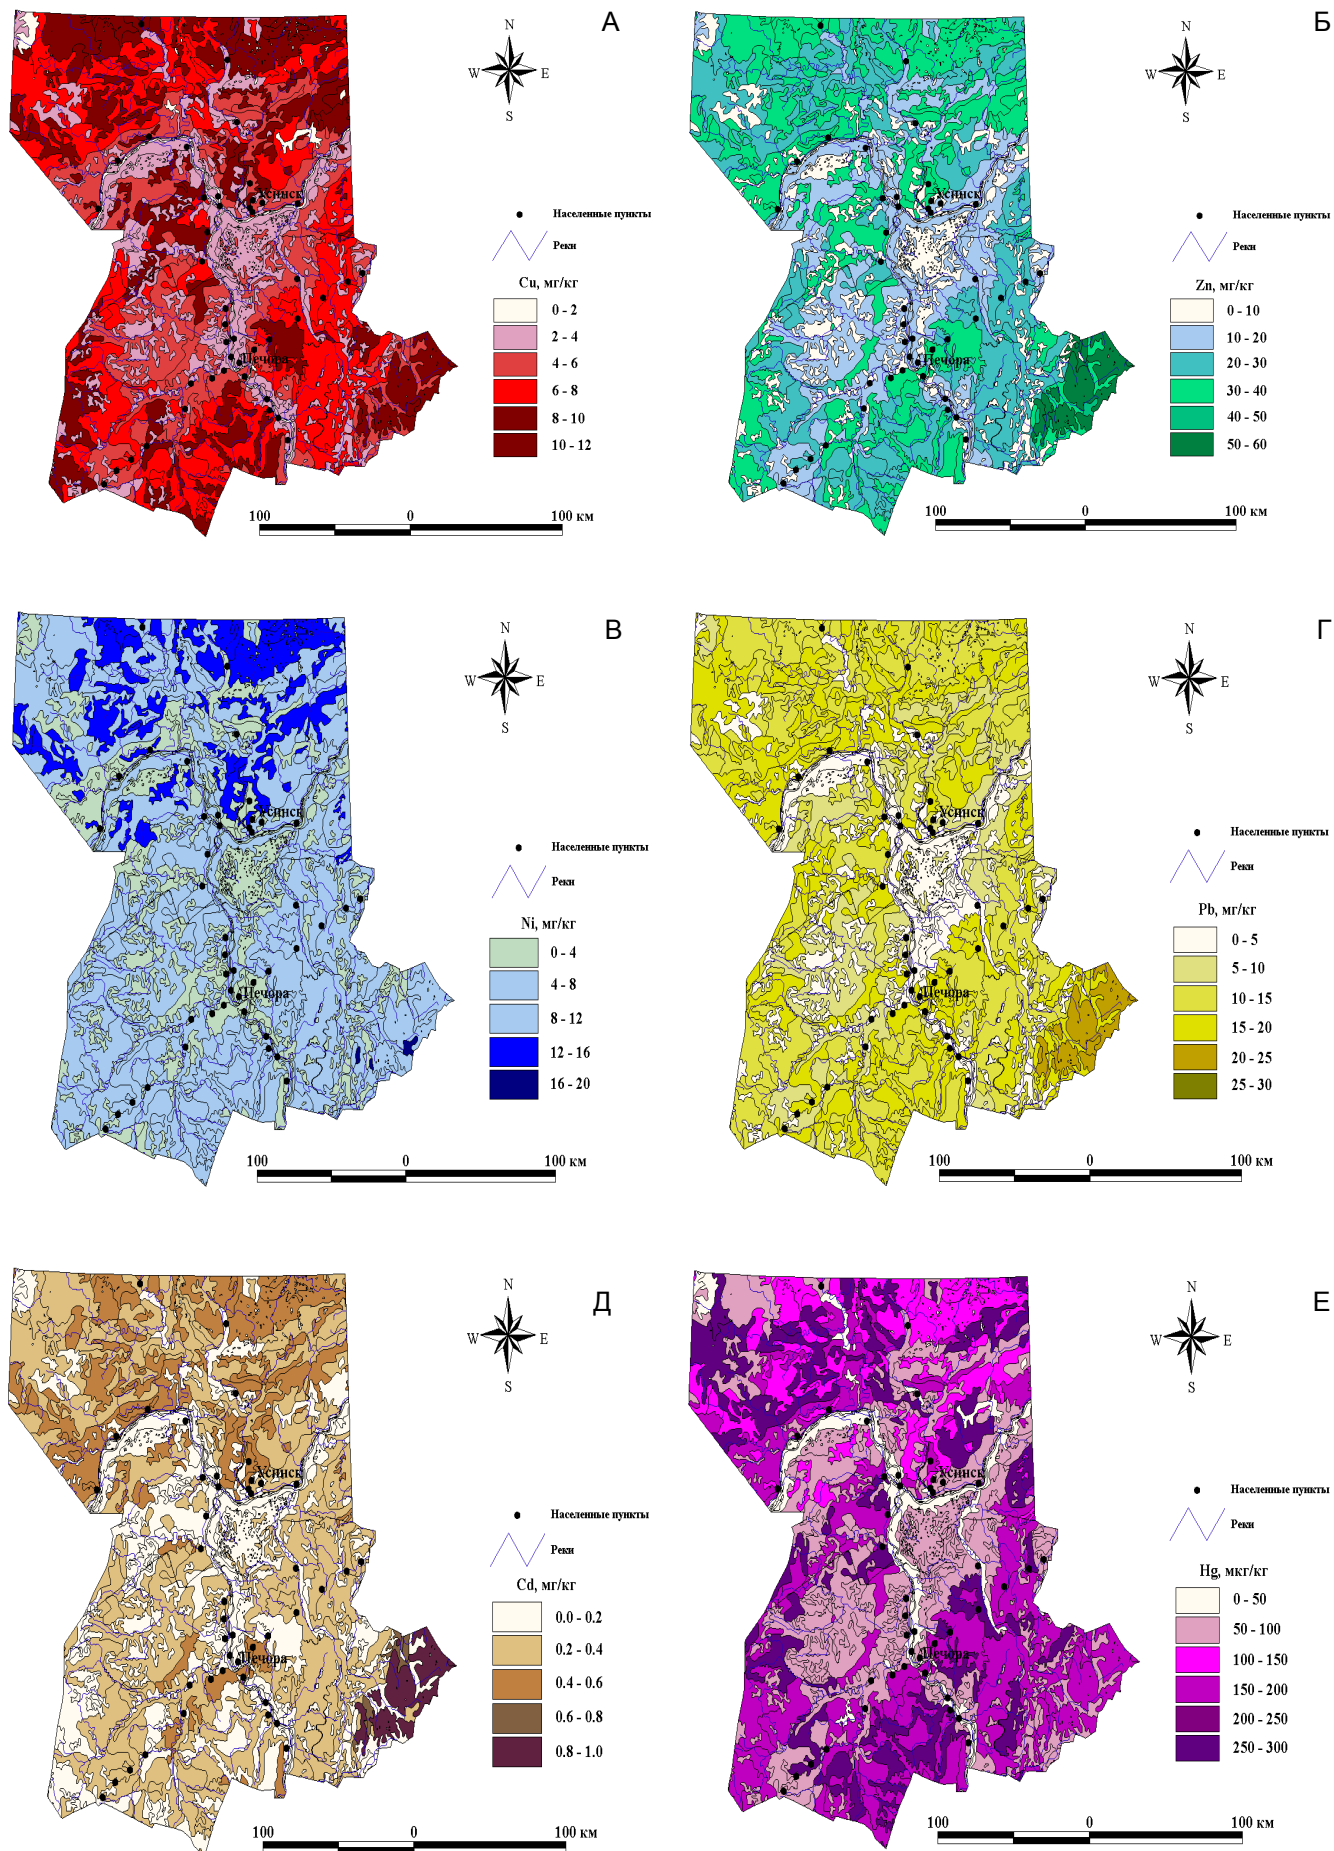 А
N
W E
S
Усинск
Печора
Населенные пункты
Реки
Cu, мг/кг
0 - 2
2 - 4
4 - 6
6 - 8
8 - 10
10 - 12
100 0 100 км
Б
N
W E
S
Усинск
Печора
Населенные пункты
Реки
Zn, мг/кг
0 - 10
10 - 20
20 - 30
30 - 40
40 - 50
50 - 60
100 0 100 км
В
N
W E
S
Усинск
Печора
Населенные пункты
Реки
Ni, мг/кг
0 - 4
4 - 8
8 - 12
12 - 16
16 - 20
100 0 100 км
Г
N
W E
S
Усинск
Печора
Населенные пункты
Реки
Pb, мг/кг
0 - 5
5 - 10
10 - 15
15 - 20
20 - 25
25 - 30
100 0 100 км
Д
N
W E
S
Усинск
Печора
Населенные пункты
Реки
Cd, мг/кг
0.0 - 0.2
0.2 - 0.4
0.4 - 0.6
0.6 - 0.8
0.8 - 1.0
100 0 100 км
Е
N
W E
S
Усинск
Печора
Населенные пункты
Реки
Hg, мкг/кг
0 - 50
50 - 100
100 - 150
150 - 200
200 - 250
250 - 300
100 0 100 км